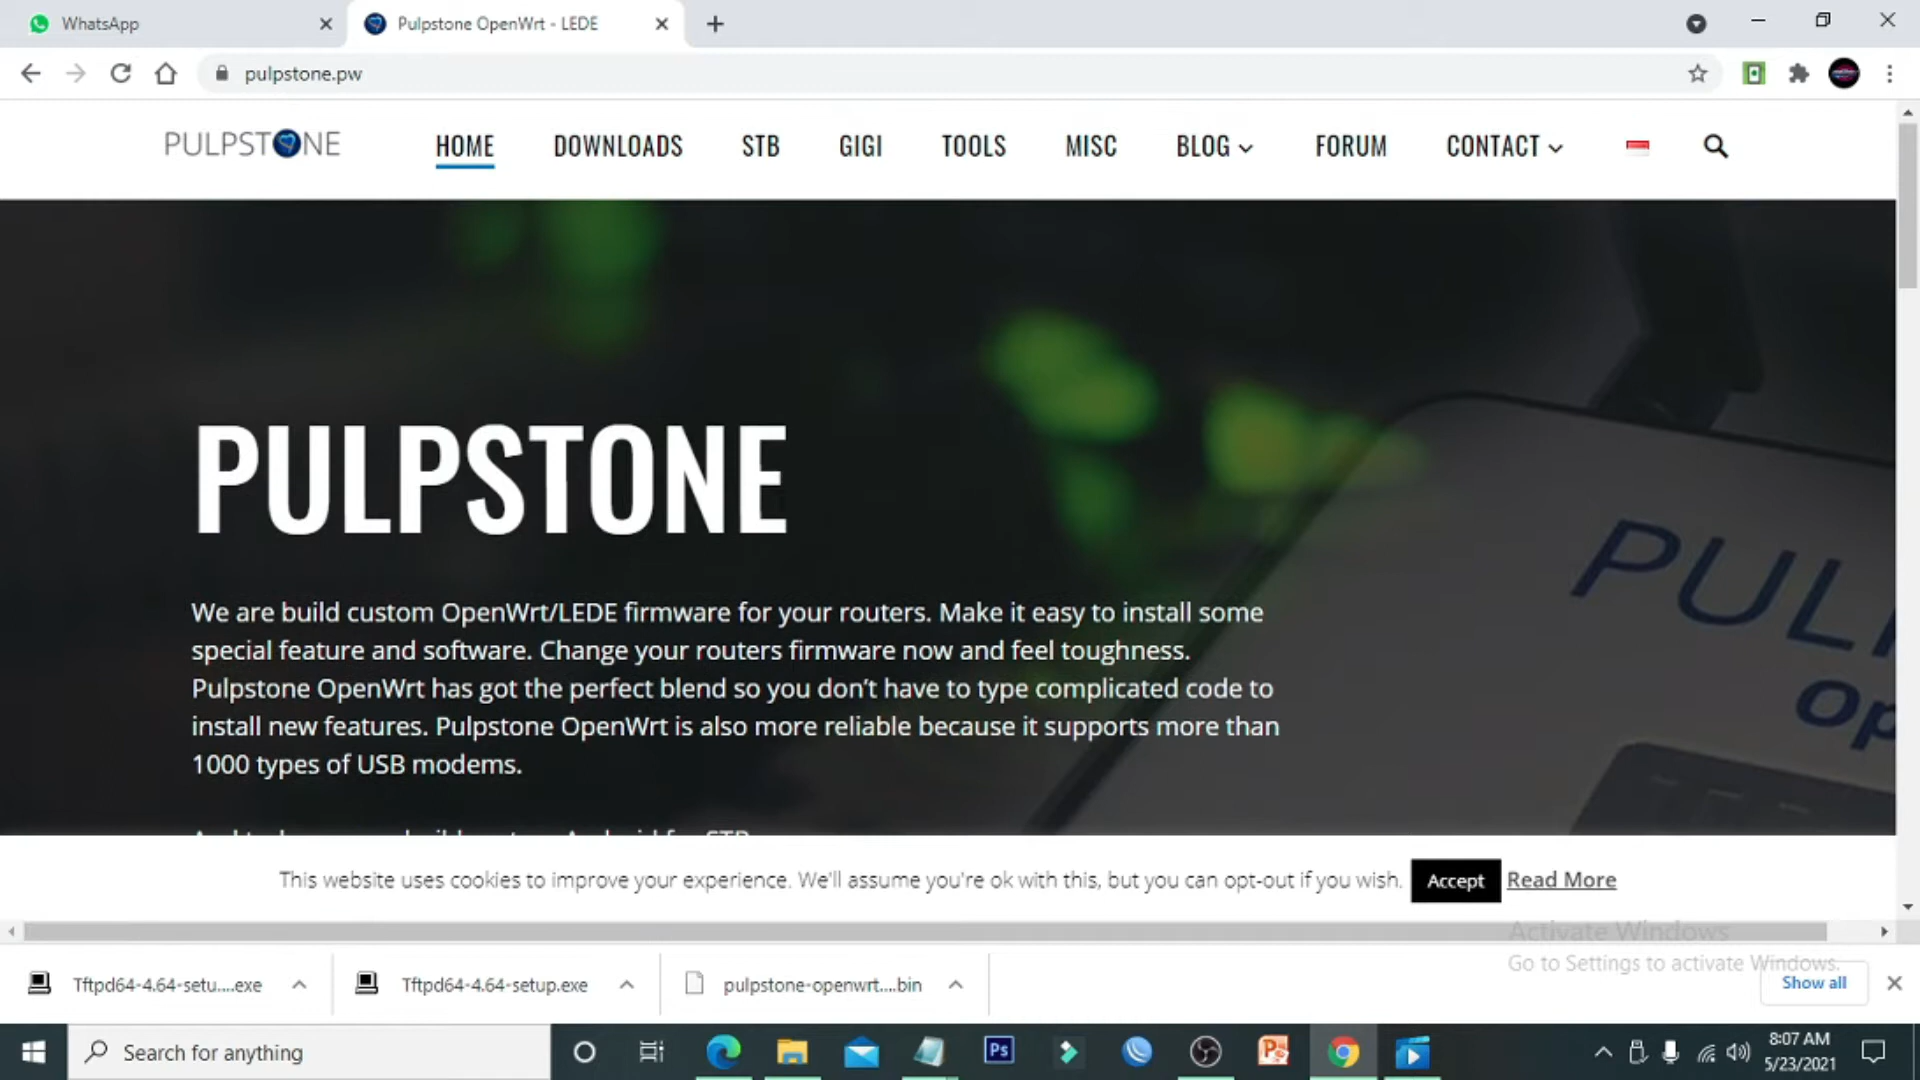 WhatsApp
Pulpstone OpenWrt - LEDE
pulpstone.pw
PULPSTONE
HOME
DOWNLOADS
STB
GIGI
TOOLS
MISC
BLOG
FORUM
CONTACT
PULPSTONE
We are build custom OpenWrt/LEDE firmware for your routers. Make it easy to install some
special feature and software. Change your routers firmware now and feel toughness.
Pulpstone OpenWrt has got the perfect blend so you don't have to type complicated code to
install new features. Pulpstone OpenWrt is also more reliable because it supports more than
1000 types of USB modems.
PUL
Op
This website uses cookies to improve your experience. We'll assume you're ok with this, but you can opt-out if you wish. Accept Read More
Activate Windows
Go to Settings to activate Windows.
Tftpd64-4.64-setu....exe
Tftpd64-4.64-setup.exe
pulpstone-openwrt....bin
Show all
Search for anything
Ps
8:07 AM
5/23/2021